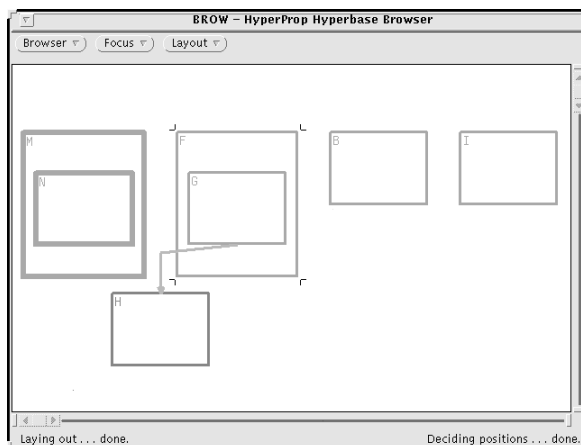 BROW – HyperProp Hyperbase Browser
Browser Focus Layout
M F B I
N G
H
Laying out . . . done. Deciding positions . . . done.